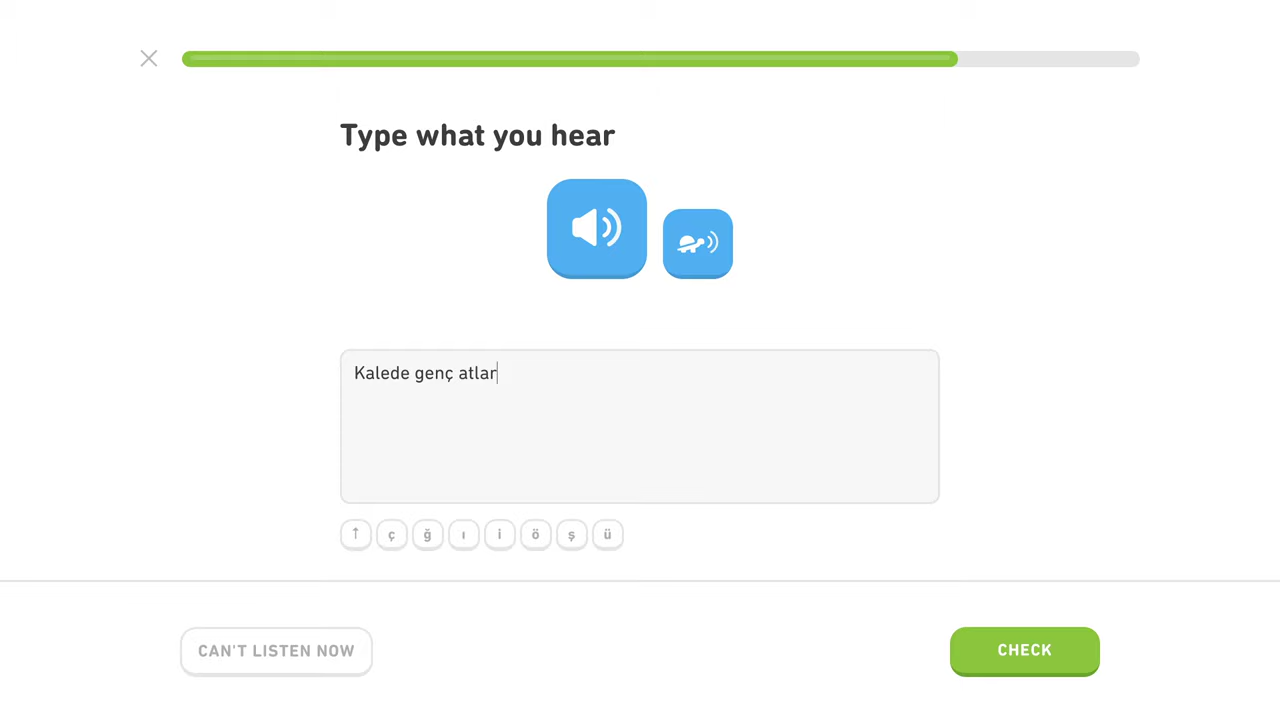 Type what you hear
Kalede genç atlar
↑ ç ğ ı i ö ş ü
CAN'T LISTEN NOW
CHECK